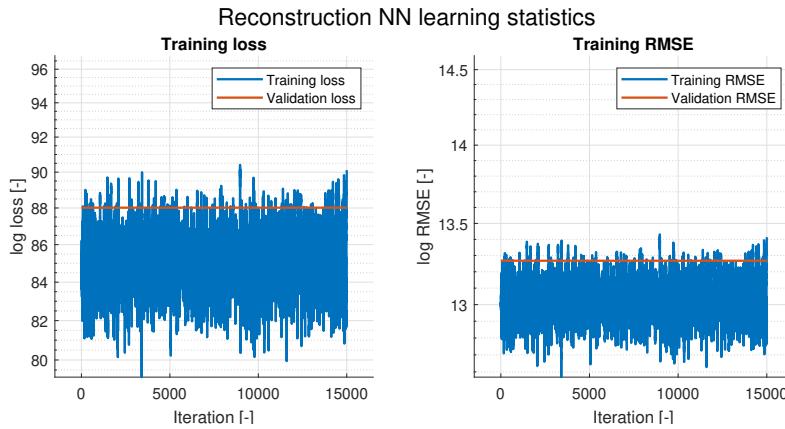 Reconstruction NN learning statistics
Training loss
96
94
92
90
88
86
84
82
80
log loss [-]
Training loss
Validation loss
0
5000
10000
15000
Iteration [-]
Training RMSE
14.5
14
13.5
13
log RMSE [-]
Training RMSE
Validation RMSE
0
5000
10000
15000
Iteration [-]